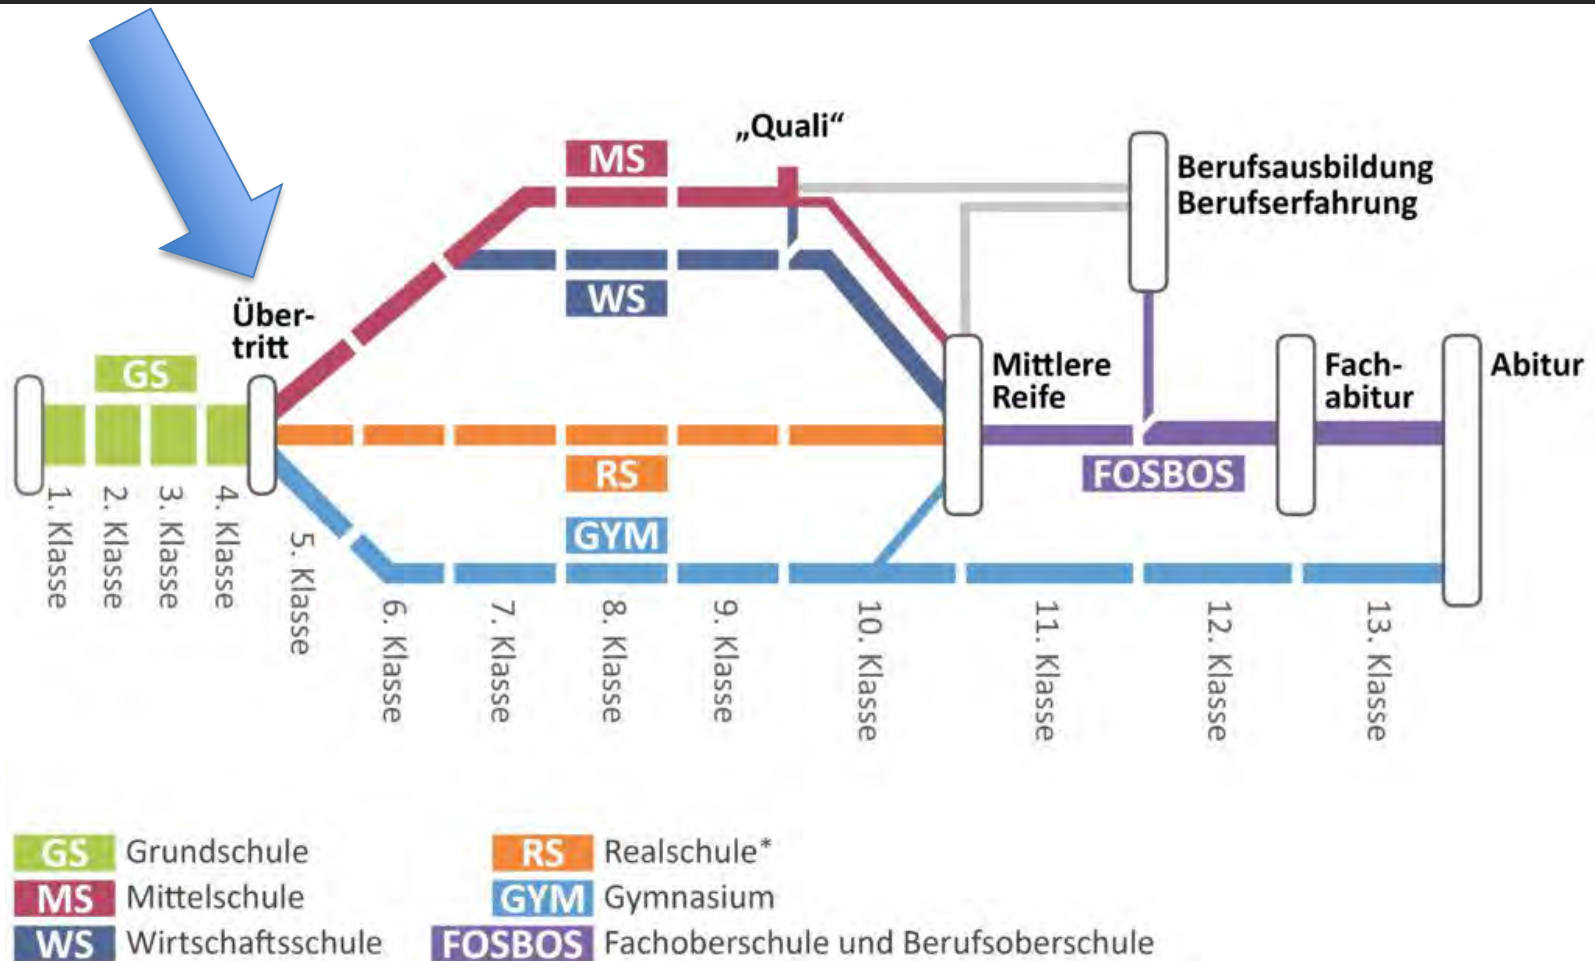 „Quali“
MS
Berufsausbildung
Berufserfahrung
WS
Über-
tritt
GS
Mittlere
Reife
Fach-
abitur
Abitur
RS
FOSBOS
GYM
1. Klasse
2. Klasse
3. Klasse
4. Klasse
5. Klasse
6. Klasse
7. Klasse
8. Klasse
9. Klasse
10. Klasse
11. Klasse
12. Klasse
13. Klasse
GS Grundschule
MS Mittelschule
WS Wirtschaftsschule
RS Realschule*
GYM Gymnasium
FOSBOS Fachoberschule und Berufsoberschule